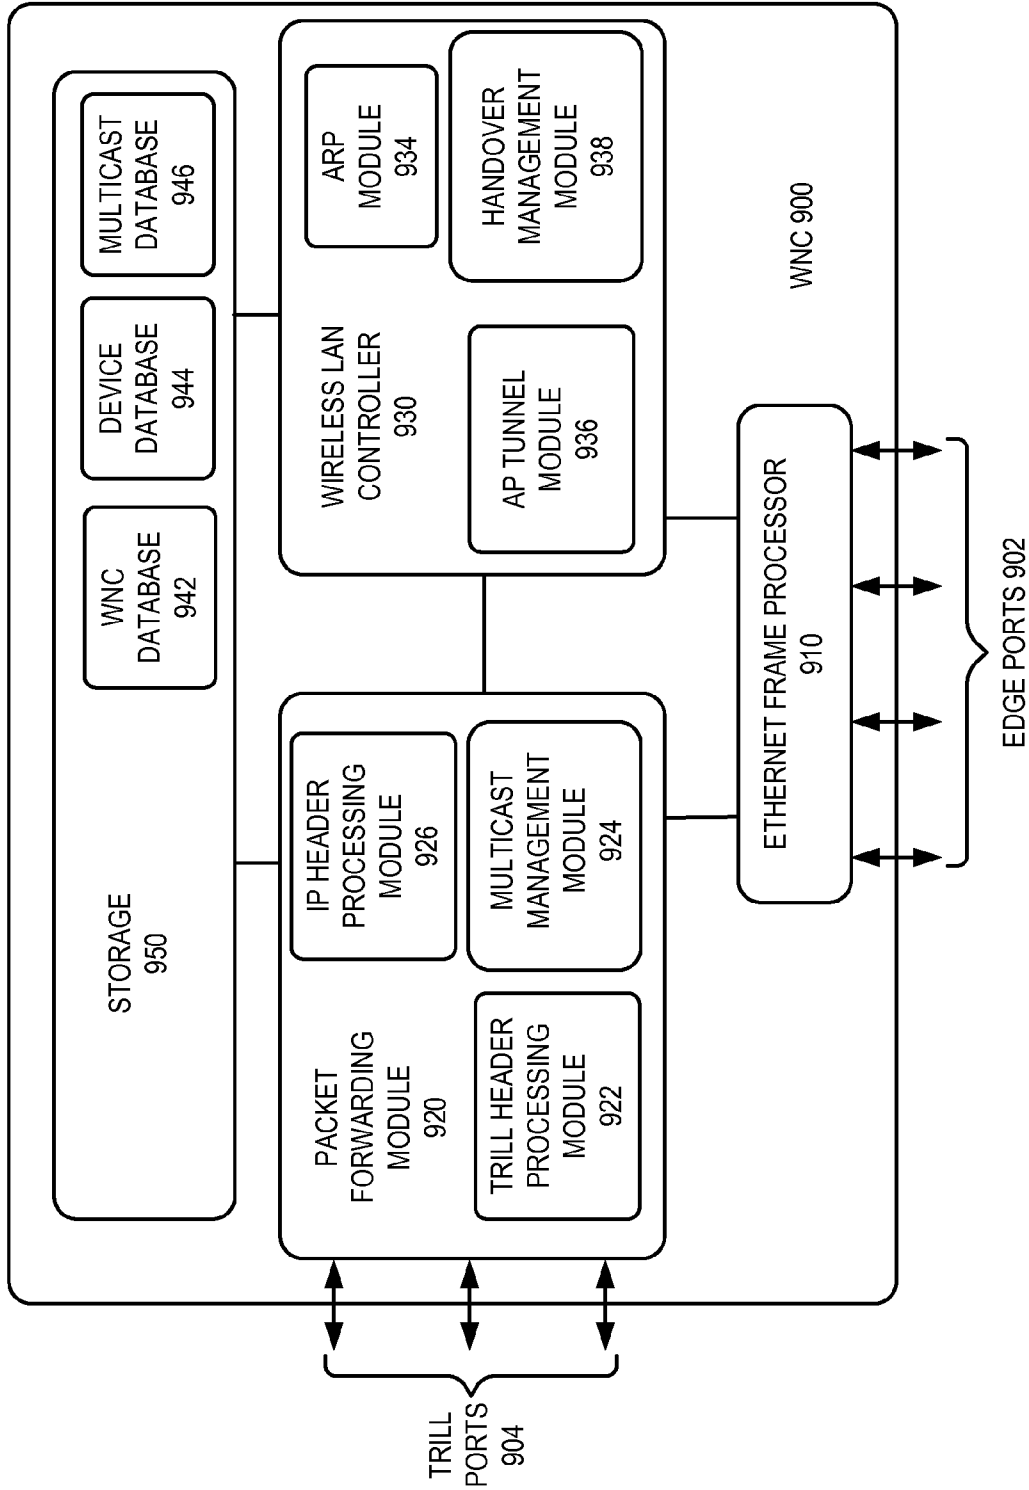 STORAGE
950
WNC
DATABASE
942
DEVICE
DATABASE
944
MULTICAST
DATABASE
946
PACKET
FORWARDING
MODULE
920
IP HEADER
PROCESSING
MODULE
926
TRILL HEADER
PROCESSING
MODULE
922
MULTICAST
MANAGEMENT
MODULE
924
WIRELESS LAN
CONTROLLER
930
ARP
MODULE
934
AP TUNNEL
MODULE
936
HANDOVER
MANAGEMENT
MODULE
938
TRILL
PORTS
904
ETHERNET FRAME PROCESSOR
910
WNC 900
EDGE PORTS 902